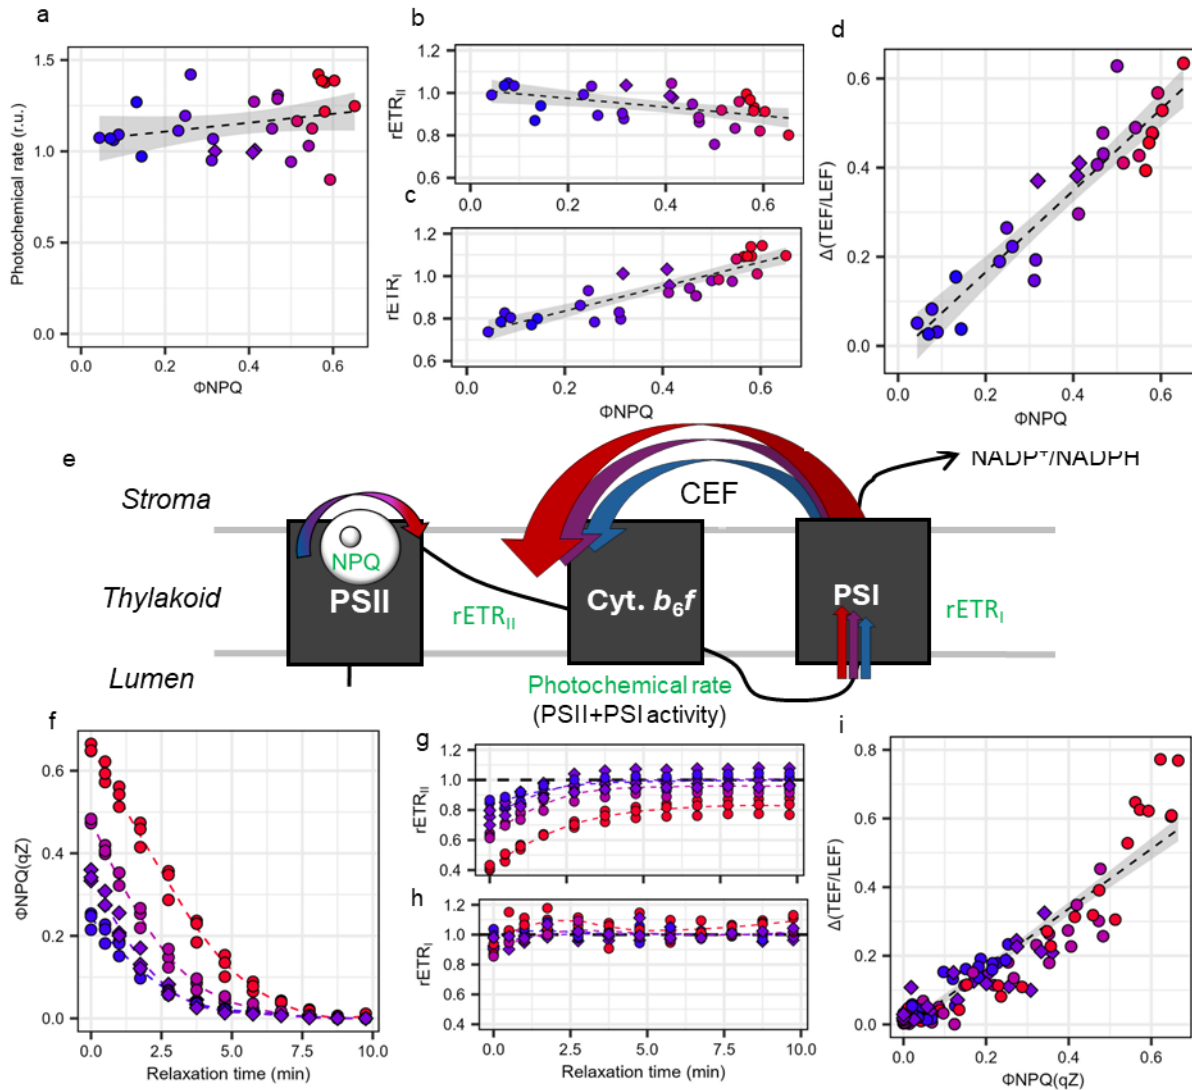 a
Photochemical rate (r.u.)
1.5
1.0
0.5
0.0
0.0 0.2 0.4 0.6
ΦNPQ
b
rETRII
1.2
1.0
0.8
0.6
0.0 0.2 0.4 0.6
c
rETRI
1.2
1.0
0.8
0.6
0.0 0.2 0.4 0.6
ΦNPQ
d
Δ(TEF/LEF)
0.6
0.4
0.2
0.0
0.0 0.2 0.4 0.6
ΦNPQ
e
Stroma
Thylakoid
Lumen
NPQ
PSII
rETRII
CEF
Cyt. b6f
Photochemical rate
(PSII+PSI activity)
PSI
rETRI
NADP+/NADPH
f
ΦNPQ(qZ)
0.6
0.4
0.2
0.0
0.0 2.5 5.0 7.5 10.0
Relaxation time (min)
g
rETRII
1.2
1.0
0.8
0.6
0.4
h
rETRI
1.2
1.0
0.8
0.6
0.4
0.0 2.5 5.0 7.5 10.0
Relaxation time (min)
i
Δ(TEF/LEF)
0.8
0.6
0.4
0.2
0.0
0.0 0.2 0.4 0.6
ΦNPQ(qZ)